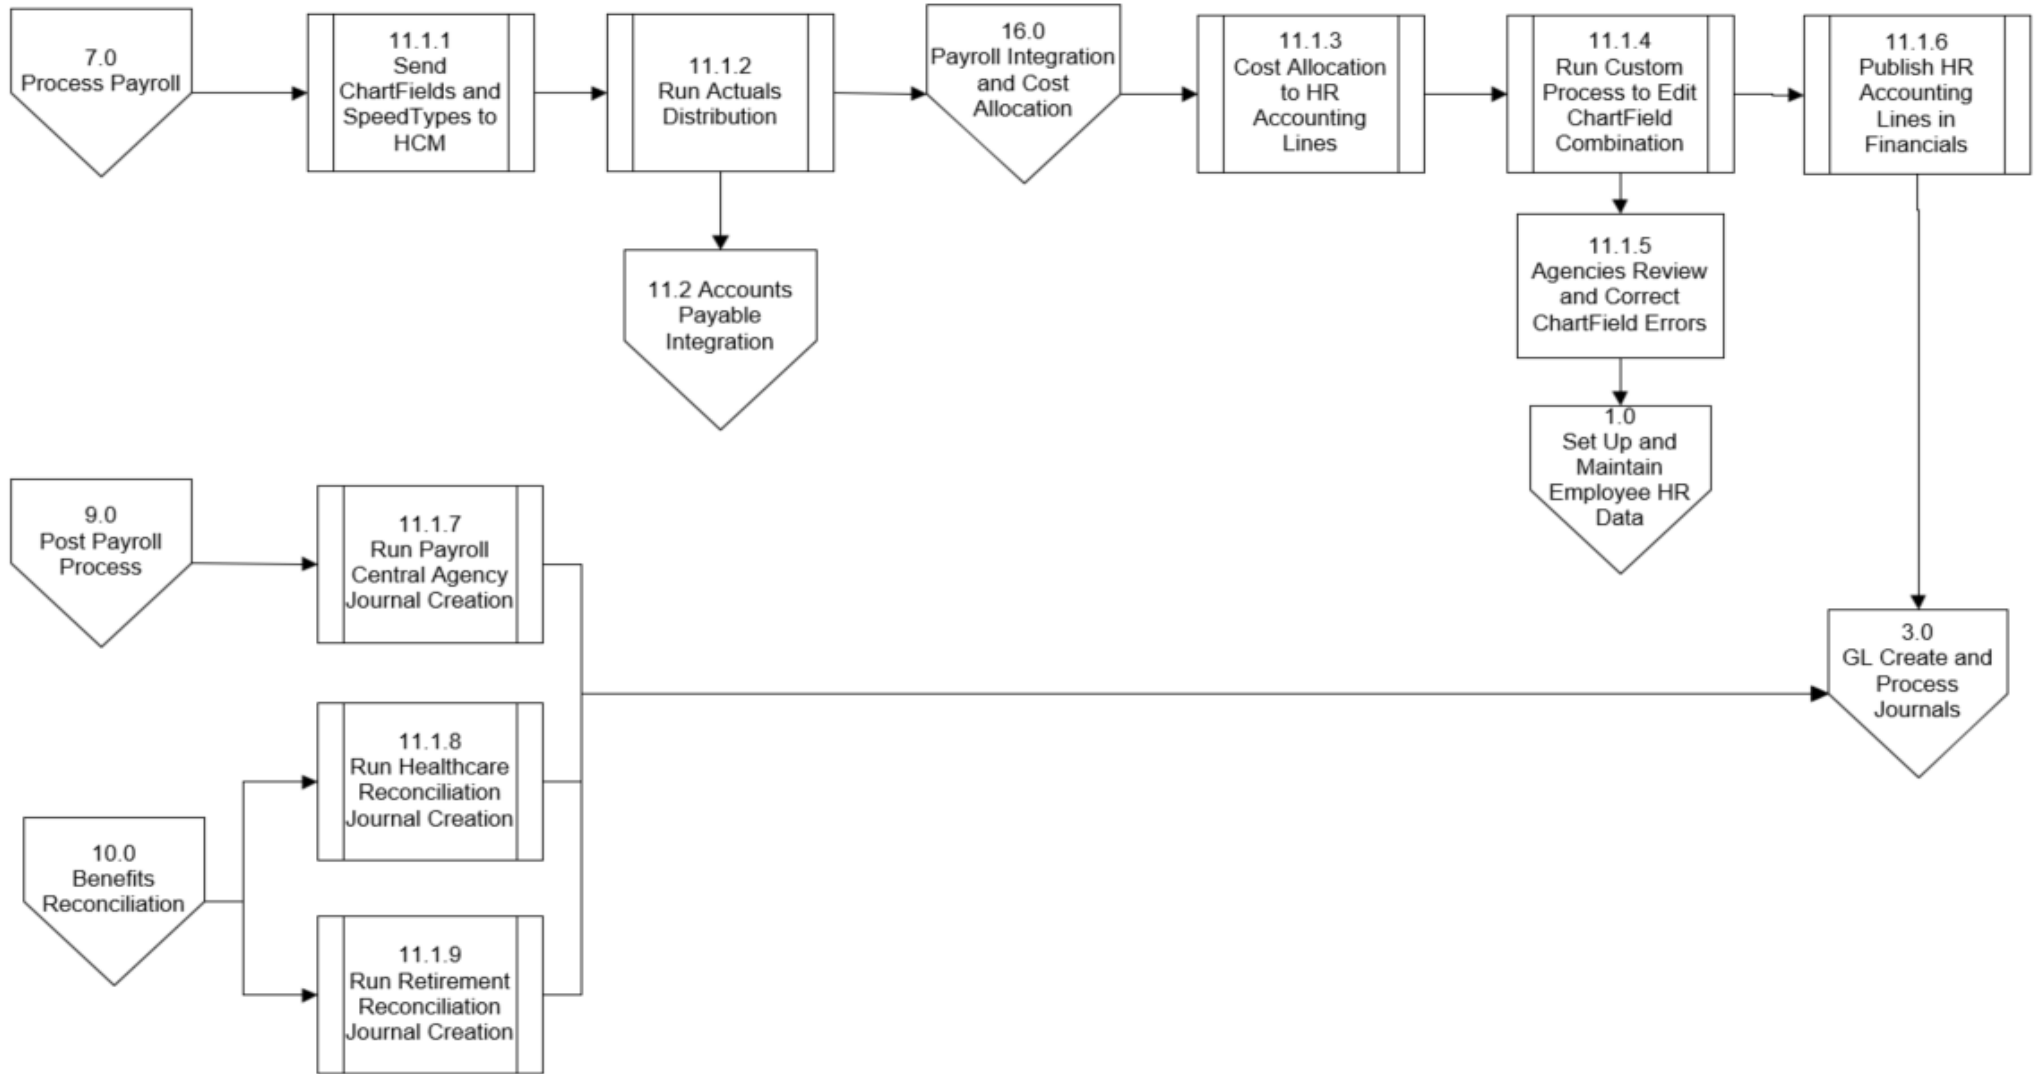 7.0
Process Payroll
11.1.1
Send
ChartFields and
SpeedTypes to
HCM
11.1.2
Run Actuals
Distribution
16.0
Payroll Integration
and Cost
Allocation
11.1.3
Cost Allocation
to HR
Accounting
Lines
11.1.4
Run Custom
Process to Edit
ChartField
Combination
11.1.6
Publish HR
Accounting
Lines in
Financials
11.2 Accounts
Payable
Integration
11.1.5
Agencies Review
and Correct
ChartField Errors
1.0
Set Up and
Maintain
Employee HR
Data
9.0
Post Payroll
Process
11.1.7
Run Payroll
Central Agency
Journal Creation
3.0
GL Create and
Process
Journals
11.1.8
Run Healthcare
Reconciliation
Journal Creation
10.0
Benefits
Reconciliation
11.1.9
Run Retirement
Reconciliation
Journal Creation